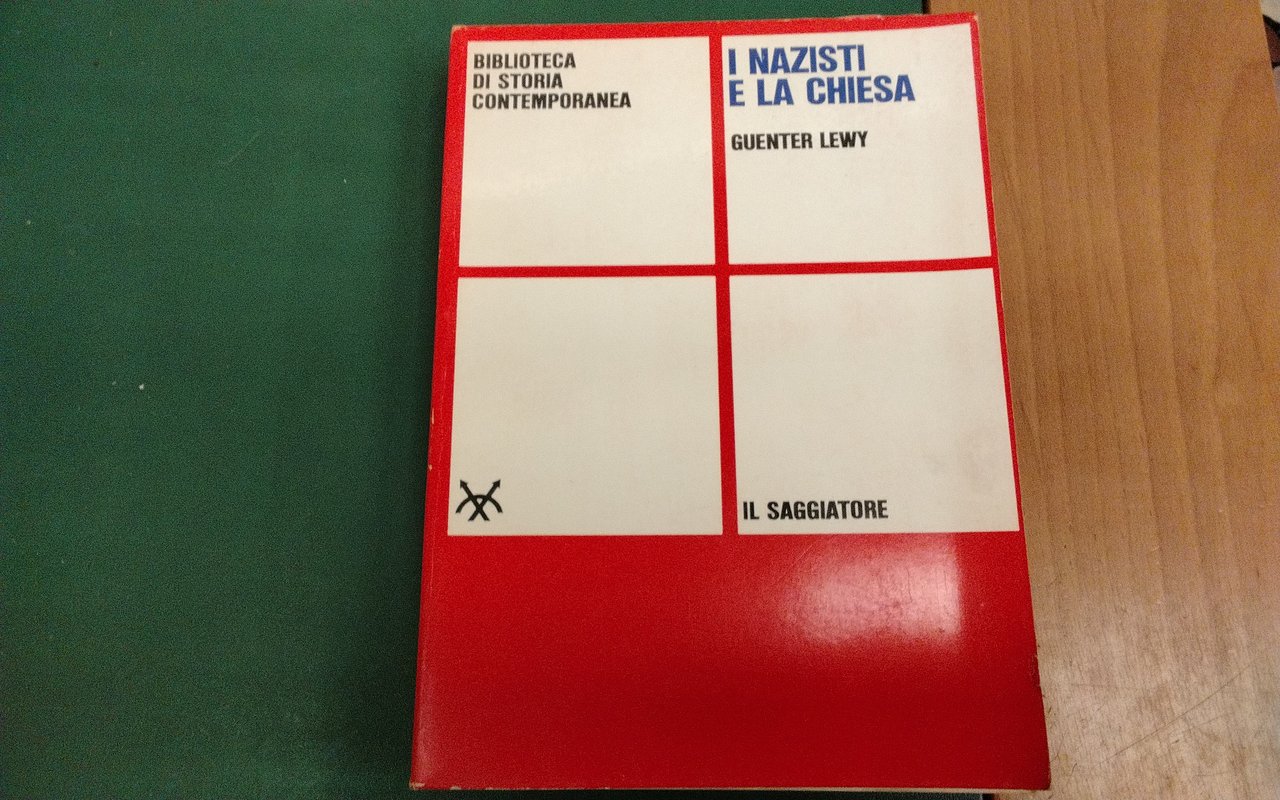 BIBLIOTECA
DI STORIA
CONTEMPORANEA
I NAZISTI
E LA CHIESA
GUENTER LEWY
IL SAGGIATORE